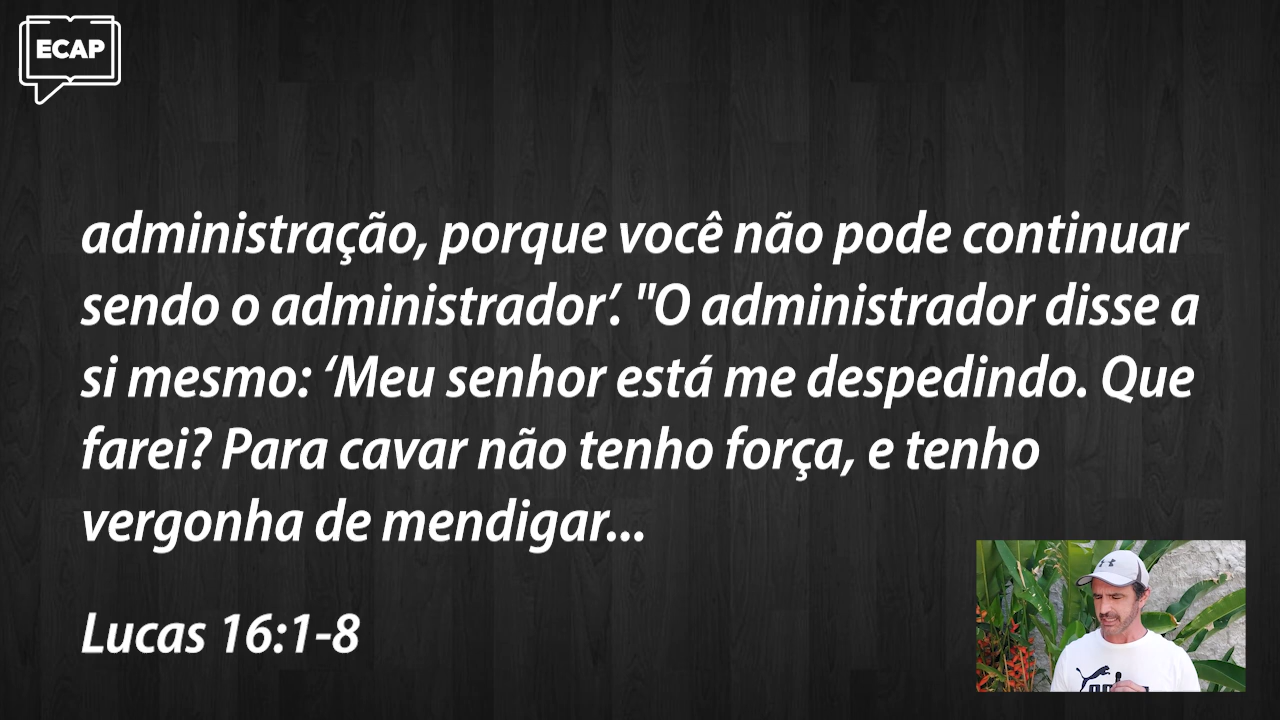 ECAP
administração, porque você não pode continuar
sendo o administrador’. "O administrador disse a
si mesmo: ‘Meu senhor está me despedindo. Que
farei? Para cavar não tenho força, e tenho
vergonha de mendigar...
Lucas 16:1-8